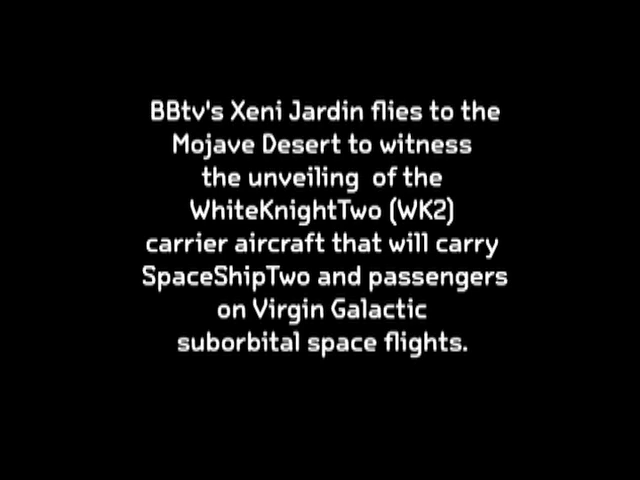 BBtv's Xeni Jardin flies to the
Mojave Desert to witness
the unveiling of the
WhiteKnightTwo (WK2)
carrier aircraft that will carry
SpaceShipTwo and passengers
on Virgin Galactic
suborbital space flights.